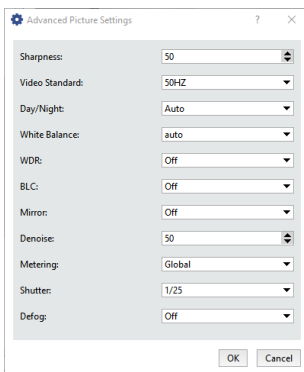 Advanced Picture Settings ? ×
Sharpness: 50
Video Standard: 50HZ
Day/Night: Auto
White Balance: auto
WDR: Off
BLC: Off
Mirror: Off
Denoise: 50
Metering: Global
Shutter: 1/25
Defog: Off
OK Cancel